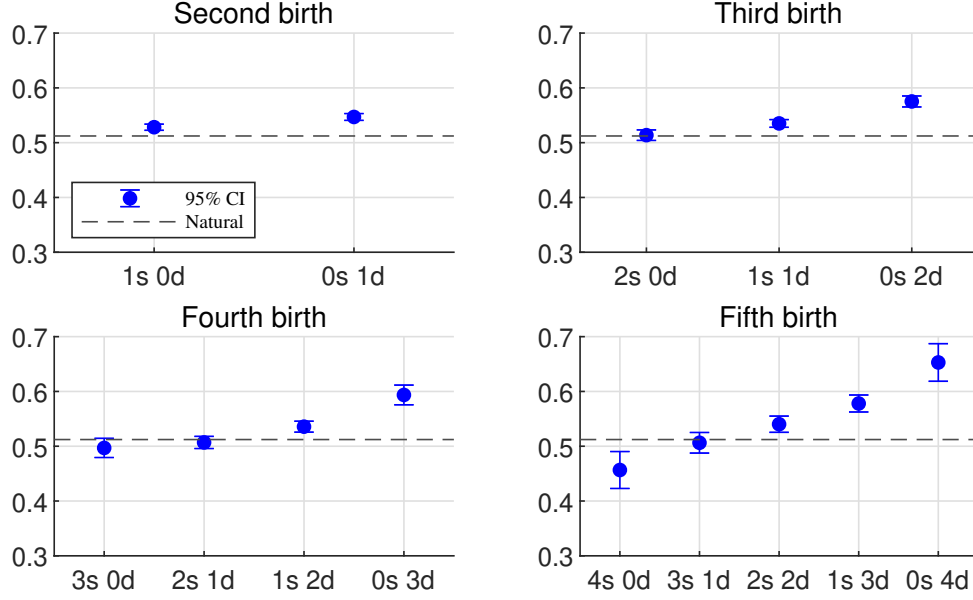 Second birth
0.7
0.6
0.5
0.4
0.3
95% CI
Natural
1s 0d 0s 1d
Third birth
0.7
0.6
0.5
0.4
0.3
2s 0d 1s 1d 0s 2d
Fourth birth
0.7
0.6
0.5
0.4
0.3
3s 0d 2s 1d 1s 2d 0s 3d
Fifth birth
0.7
0.6
0.5
0.4
0.3
4s 0d 3s 1d 2s 2d 1s 3d 0s 4d